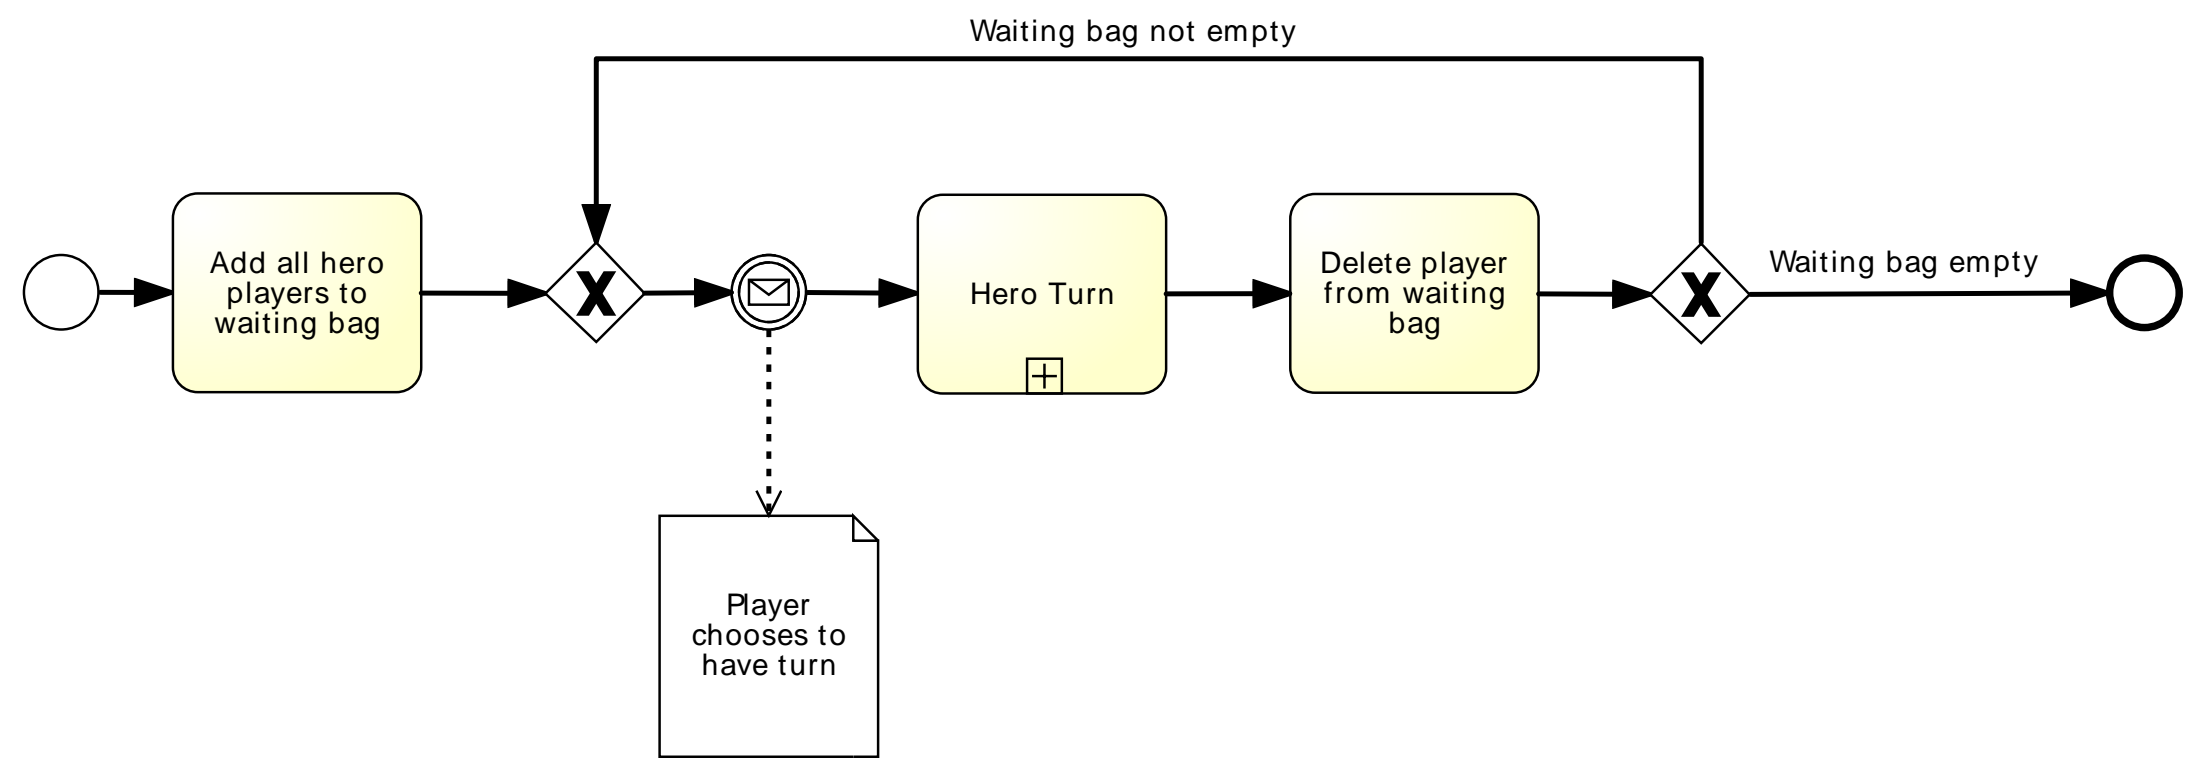 Waiting bag not empty
Add all hero
players to
waiting bag
X
Hero Turn
Delete player
from waiting
bag
X
Waiting bag empty
Player
chooses to
have turn